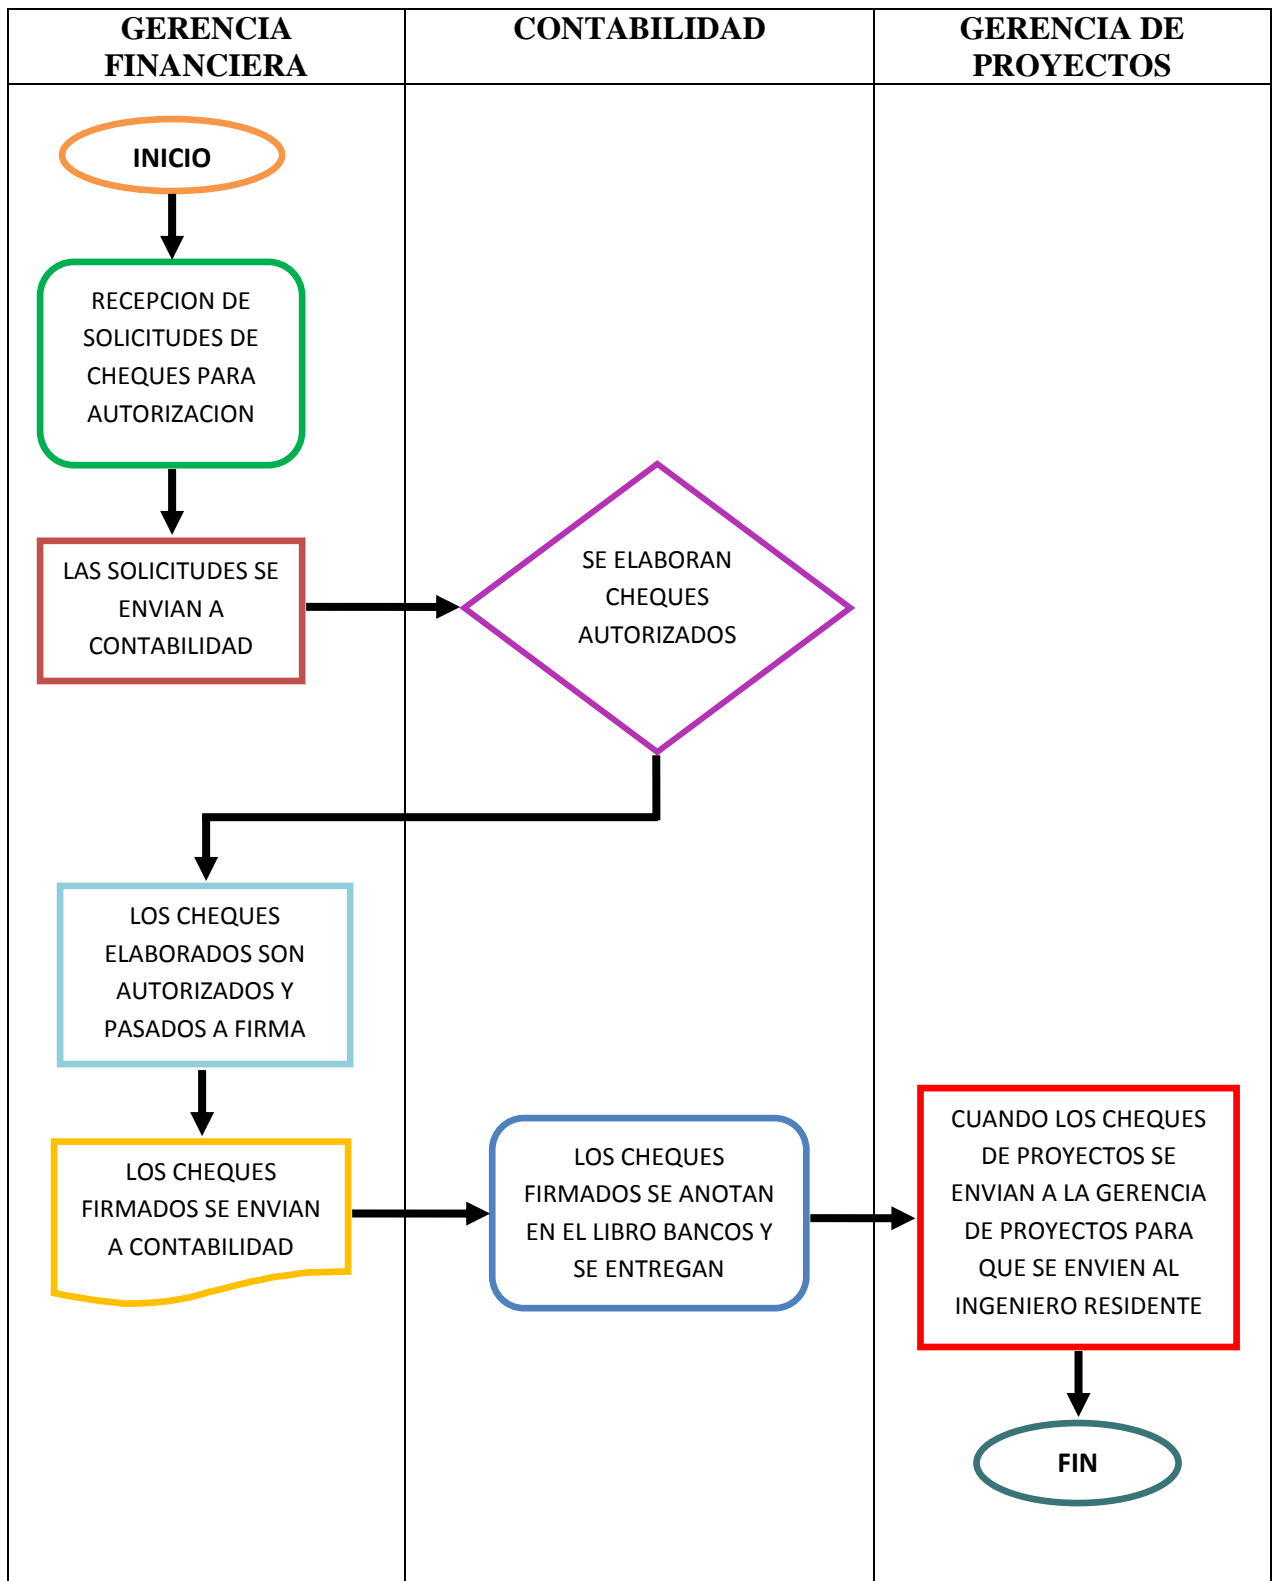 GERENCIA
FINANCIERA
CONTABILIDAD
GERENCIA DE
PROYECTOS
INICIO
RECEPCION DE
SOLICITUDES DE
CHEQUES PARA
AUTORIZACION
LAS SOLICITUDES SE
ENVIAN A
CONTABILIDAD
SE ELABORAN
CHEQUES
AUTORIZADOS
LOS CHEQUES
ELABORADOS SON
AUTORIZADOS Y
PASADOS A FIRMA
LOS CHEQUES
FIRMADOS SE ENVIAN
A CONTABILIDAD
LOS CHEQUES
FIRMADOS SE ANOTAN
EN EL LIBRO BANCOS Y
SE ENTREGAN
CUANDO LOS CHEQUES
DE PROYECTOS SE
ENVIAN A LA GERENCIA
DE PROYECTOS PARA
QUE SE ENVIEN AL
INGENIERO RESIDENTE
FIN